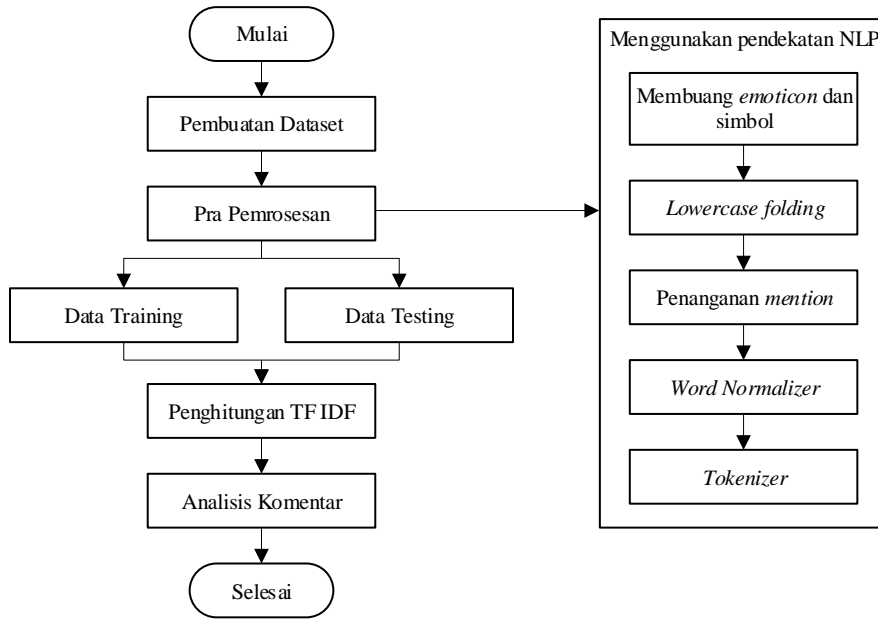 Mulai
Pembuatan Dataset
Pra Pemrosesan
Data Training
Data Testing
Penghitungan TF IDF
Analisis Komentar
Selesai
Menggunakan pendekatan NLP
Membuang emoticon dan
simbol
Lowercase folding
Penanganan mention
Word Normalizer
Tokenizer